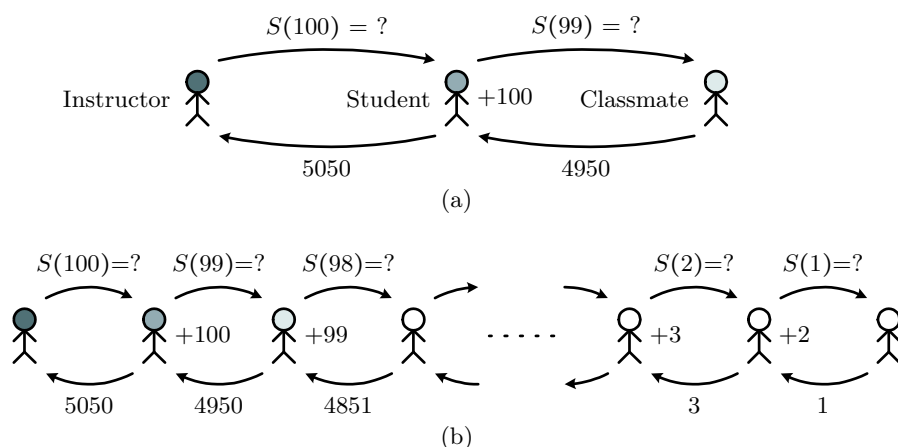 S(100) = ? S(99) = ?
Instructor Student +100 Classmate
5050 4950
(a)
S(100)=? S(99)=? S(98)=? S(2)=? S(1)=?
+100 +99 ...... +3 +2
5050 4950 4851 3 1
(b)